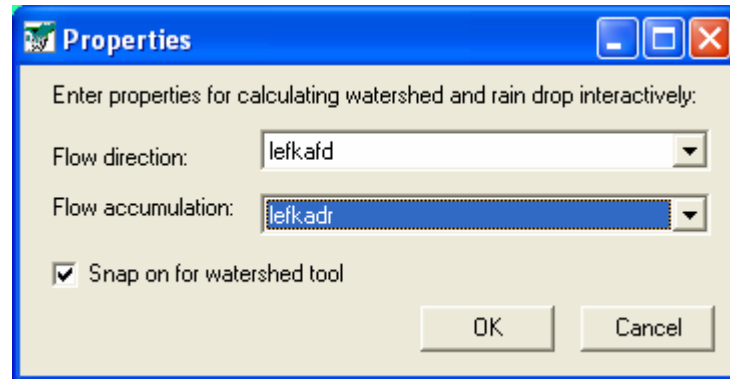 Properties
Enter properties for calculating watershed and rain drop interactively:
Flow direction: lefkafd
Flow accumulation: lefkadr
Snap on for watershed tool
OK Cancel